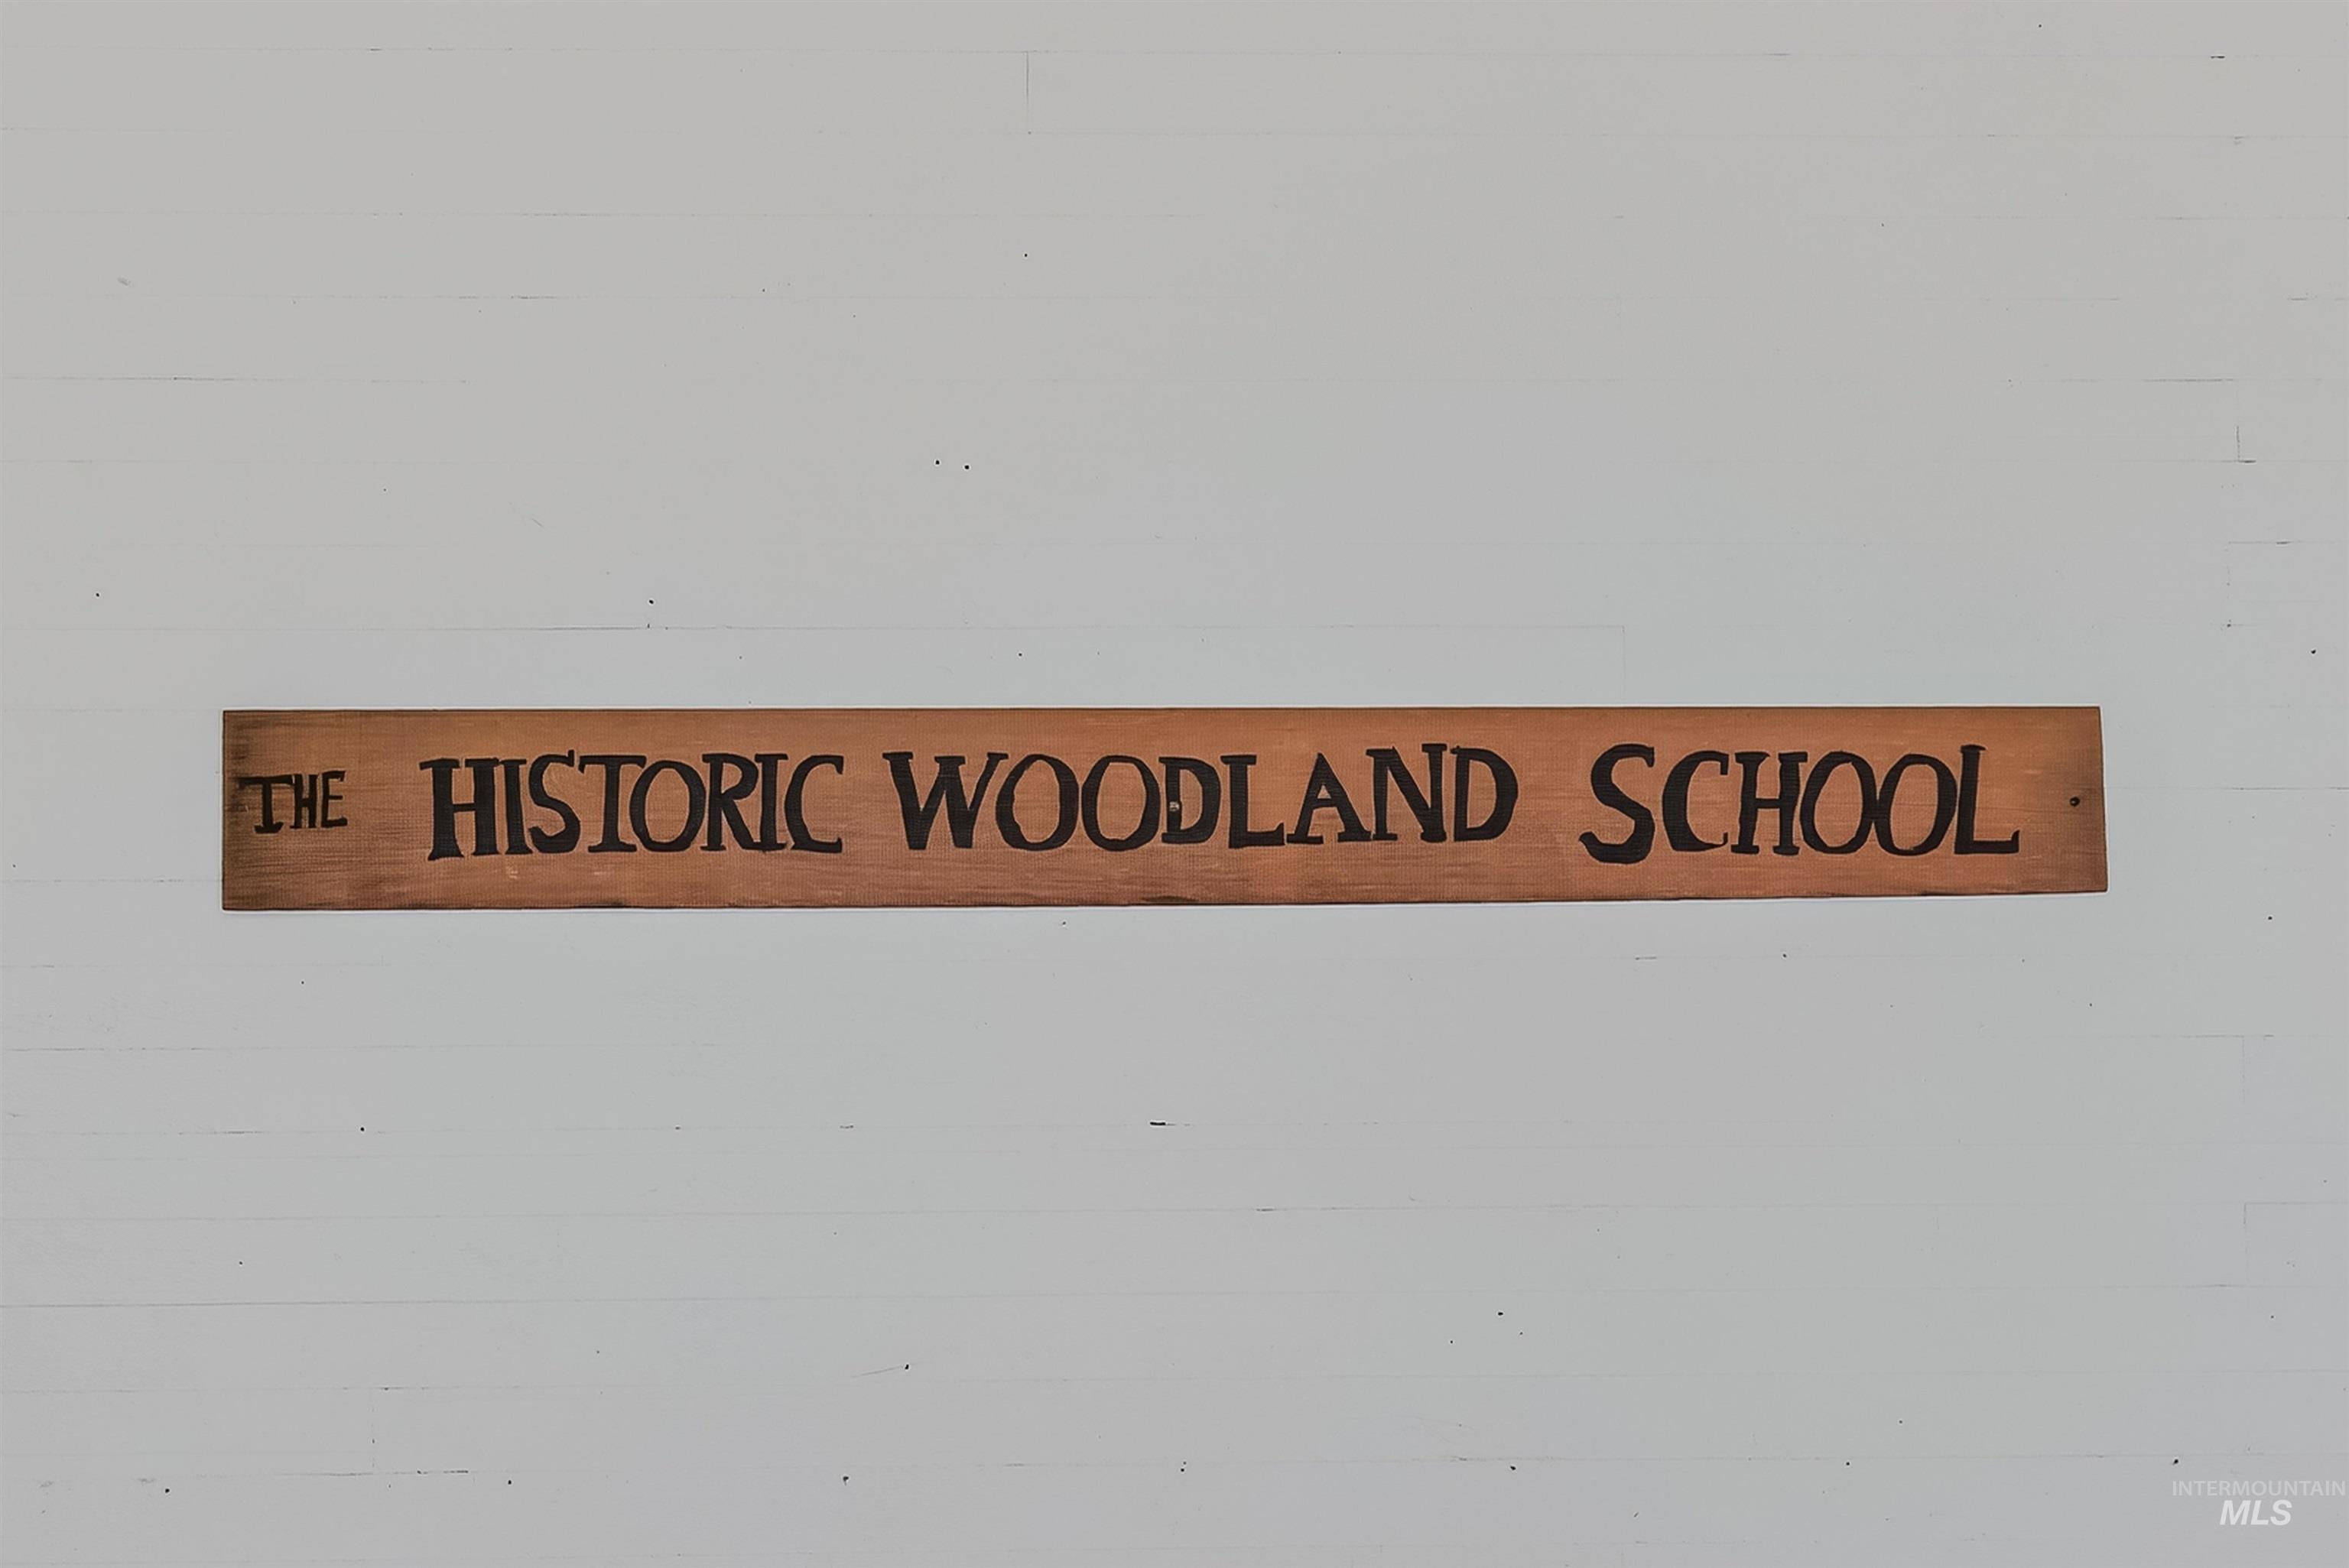 THE HISTORIC WOODLAND SCHOOL
INTERMOUNTAIN
MLS